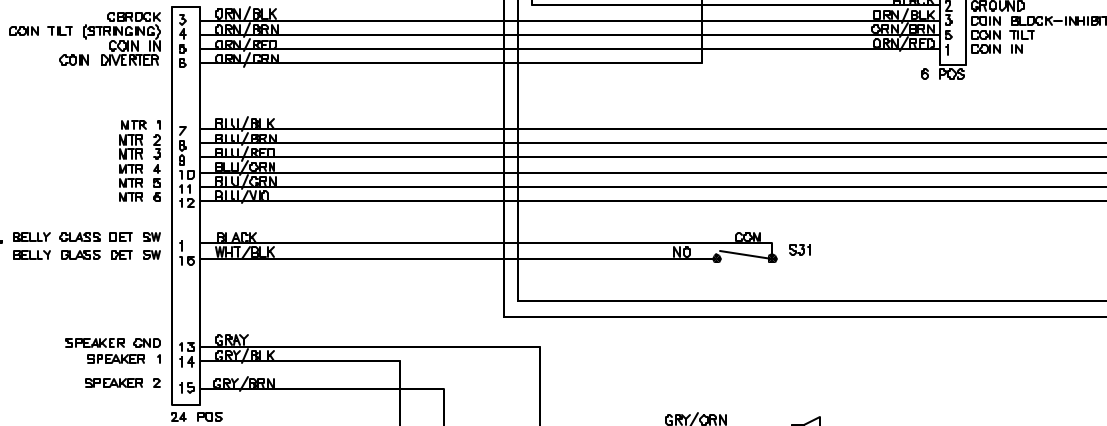 BLACK
2 GROUND
CBROCK 3 ORN/BLK ORN/BLK 3 COIN BLOCK-INHIBIT
COIN TILT (STRINGING) 4 ORN/BRN ORN/BRN 5 COIN TILT
COIN IN 5 ORN/RED ORN/RED 1 COIN IN
COIN DIVERTER 6 ORN/GRN
6 POS
MTR 1 7 BLU/BLK
MTR 2 8 BLU/BRN
MTR 3 9 BLU/RED
MTR 4 10 BLU/ORN
MTR 5 11 BLU/GRN
MTR 6 12 BLU/VIO
BELLY GLASS DET SW 1 BLACK COM
BELLY GLASS DET SW 16 WHT/BLK NO S31
SPEAKER GND 13 GRAY
SPEAKER 1 14 GRY/BLK
SPEAKER 2 15 GRY/BRN
24 POS
GRY/ORN